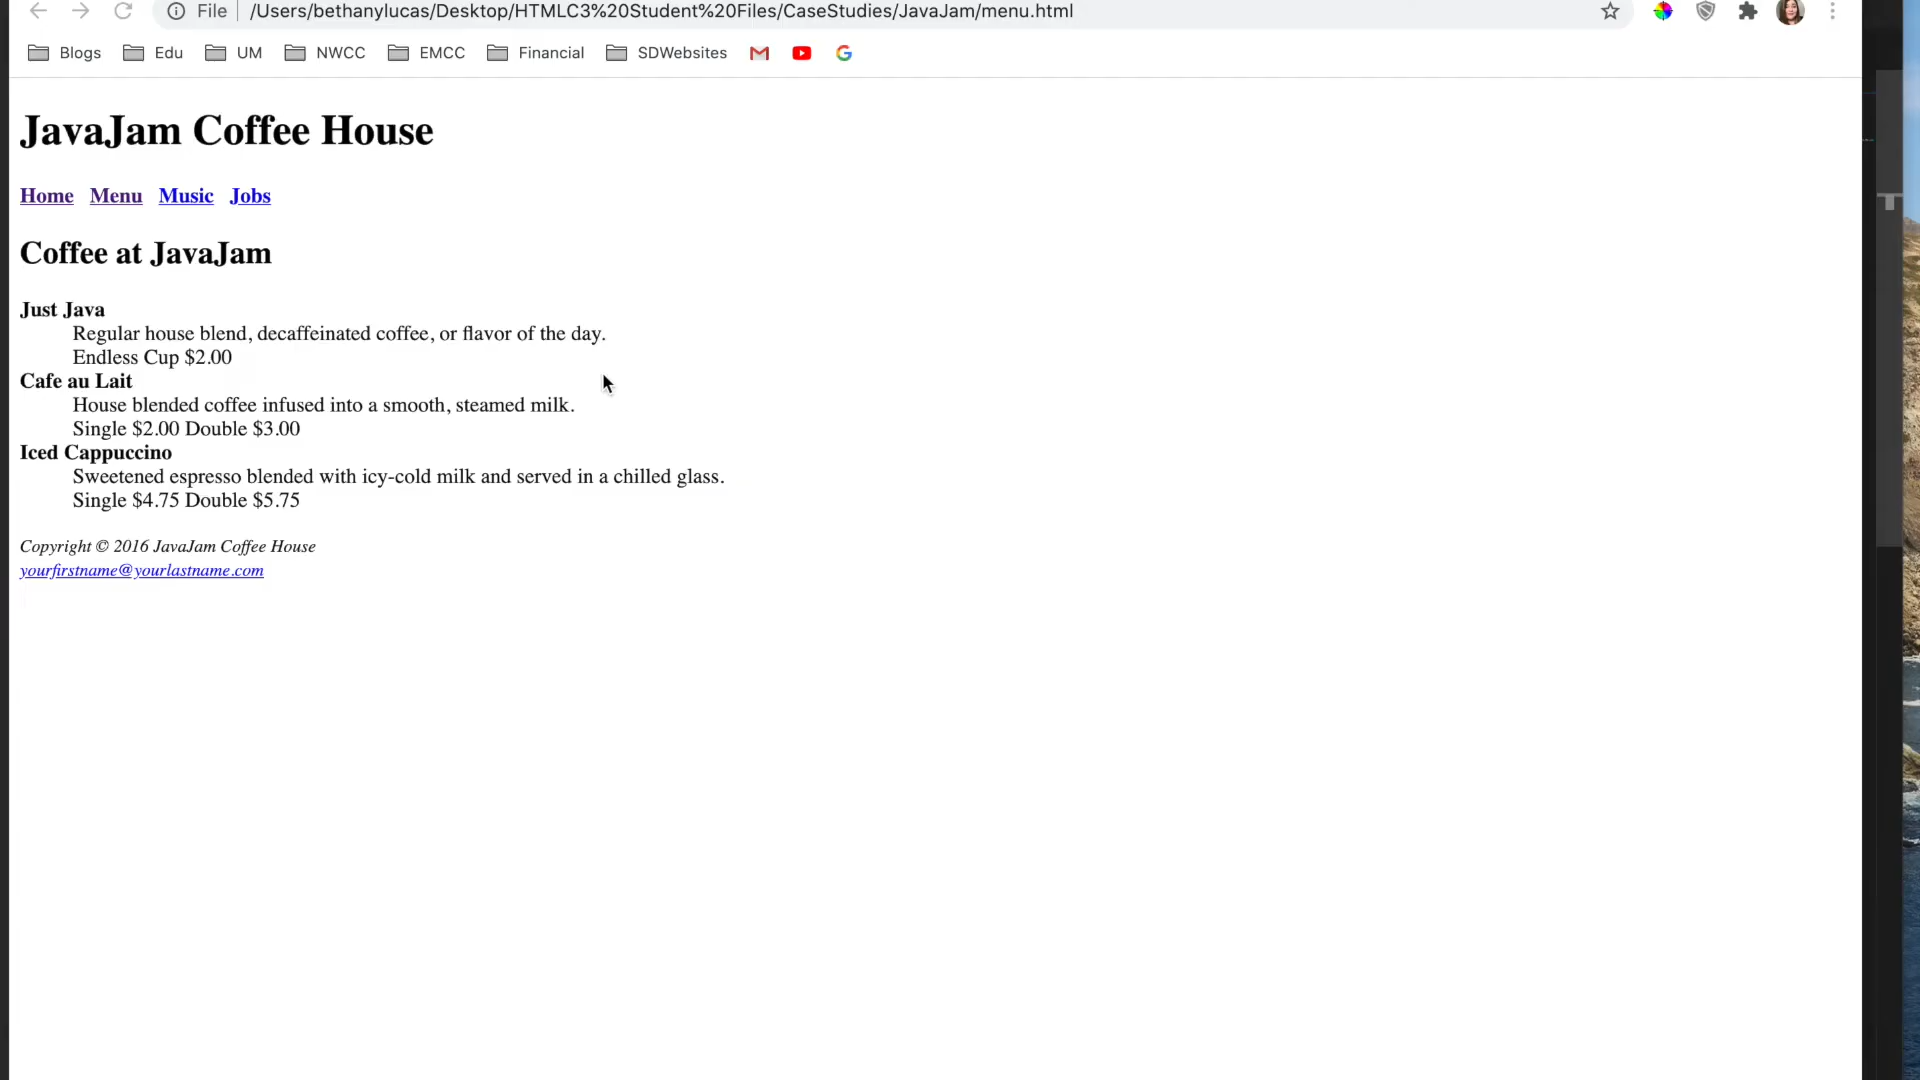 File /Users/bethanylucas/Desktop/HTMLC3%20Student%20Files/CaseStudies/JavaJam/menu.html
Blogs Edu UM NWCC EMCC Financial SDWebsites
JavaJam Coffee House
Home Menu Music Jobs
Coffee at JavaJam
Just Java
Regular house blend, decaffeinated coffee, or flavor of the day.
Endless Cup $2.00
Cafe au Lait
House blended coffee infused into a smooth, steamed milk.
Single $2.00 Double $3.00
Iced Cappuccino
Sweetened espresso blended with icy-cold milk and served in a chilled glass.
Single $4.75 Double $5.75
Copyright © 2016 JavaJam Coffee House
yourfirstname@yourlastname.com